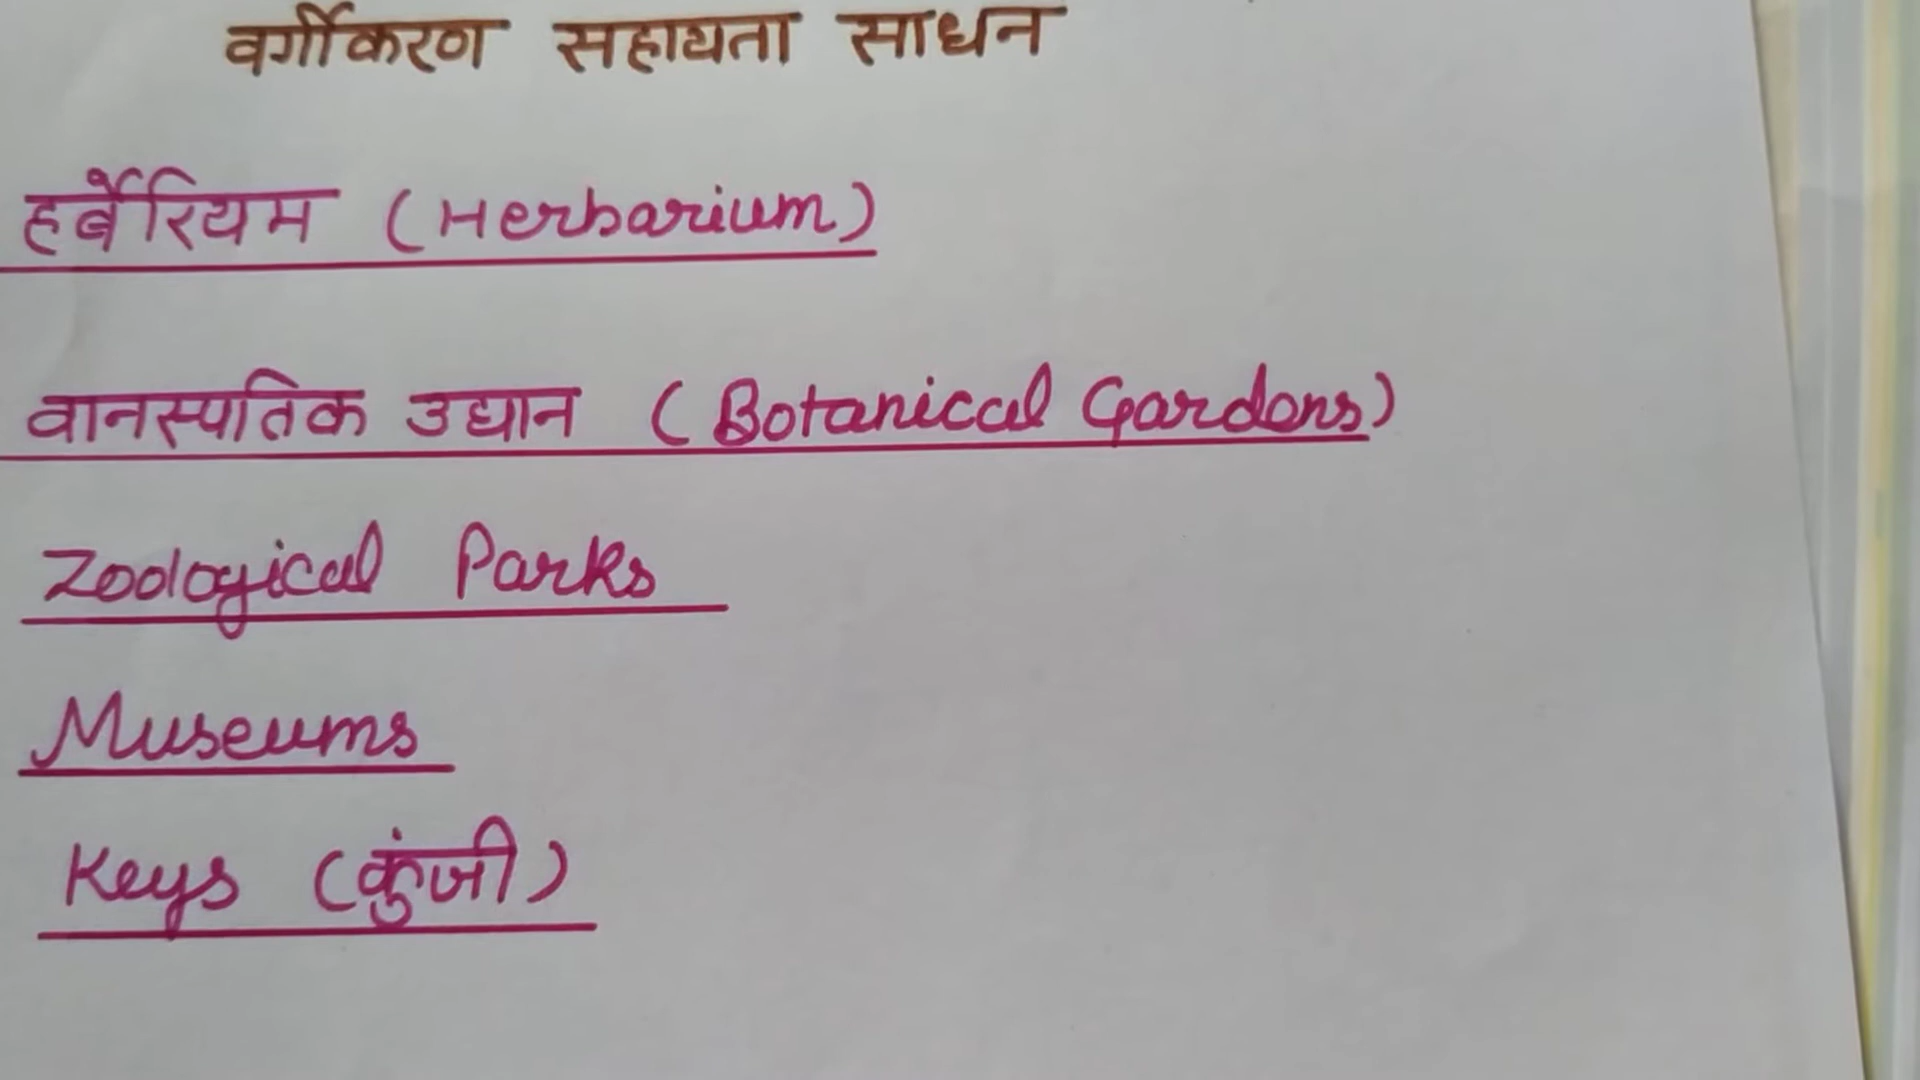 वर्गीकरण सहायता साधन
हर्बेरियम (Herbarium)
वानस्पतिक उद्यान (Botanical Gardens)
Zoological Parks
Museums
Keys (कुंजी)